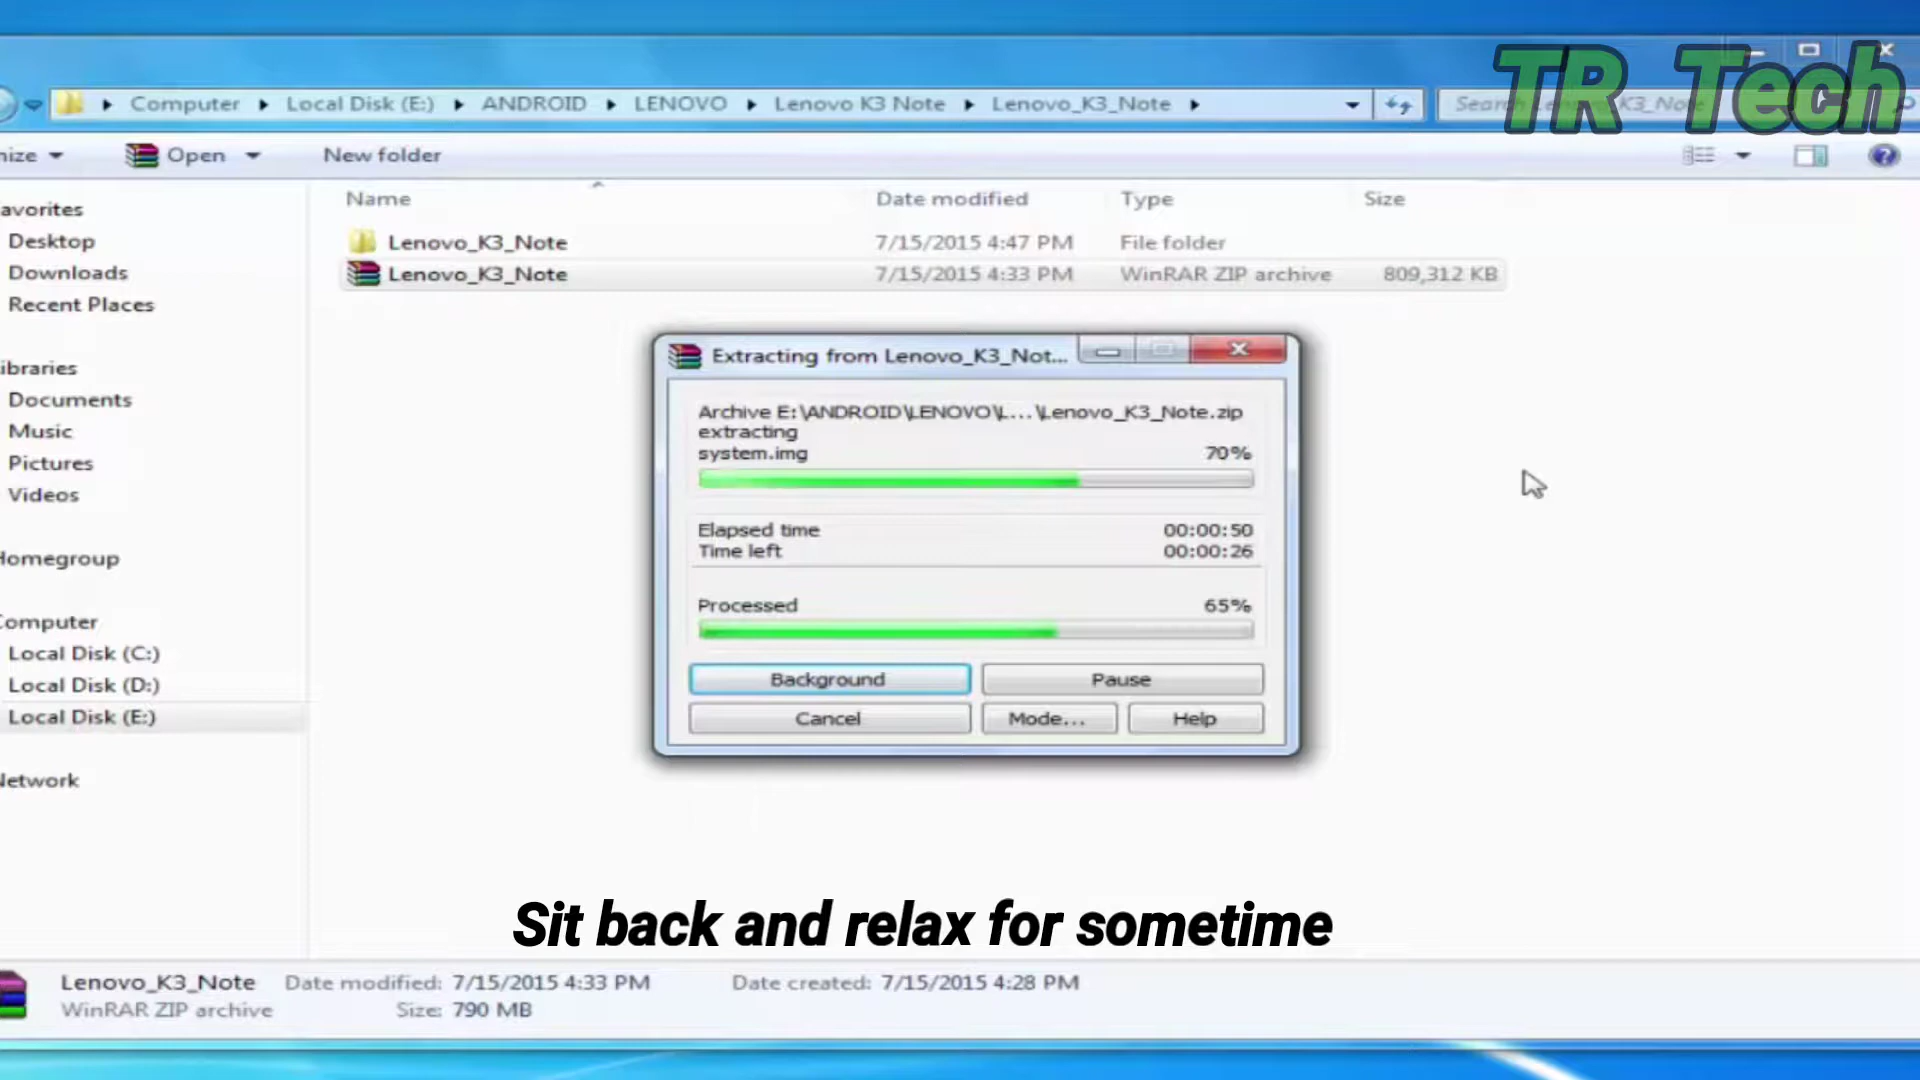 TR Tech
Computer Local Disk (E:) ANDROID LENOVO Lenovo K3 Note Lenovo_K3_Note Search
nize Open New folder
Name Date modified Type Size
Lenovo_K3_Note 7/15/2015 4:47 PM File folder
Lenovo_K3_Note 7/15/2015 4:33 PM WinRAR ZIP archive 809,312 KB
avorites
Desktop
Downloads
Recent Places
ibraries
Documents
Music
Pictures
Videos
Homegroup
Computer
Local Disk (C:)
Local Disk (D:)
Local Disk (E:)
Network
Extracting from Lenovo_K3_Not...
Archive E:\ANDROID\LENOVO\L...\Lenovo_K3_Note.zip
extracting
system.img 70%
Elapsed time 00:00:50
Time left 00:00:26
Processed 65%
Background Pause
Cancel Mode... Help
Sit back and relax for sometime
Lenovo_K3_Note Date modified: 7/15/2015 4:33 PM Date created: 7/15/2015 4:28 PM
WinRAR ZIP archive Size: 790 MB